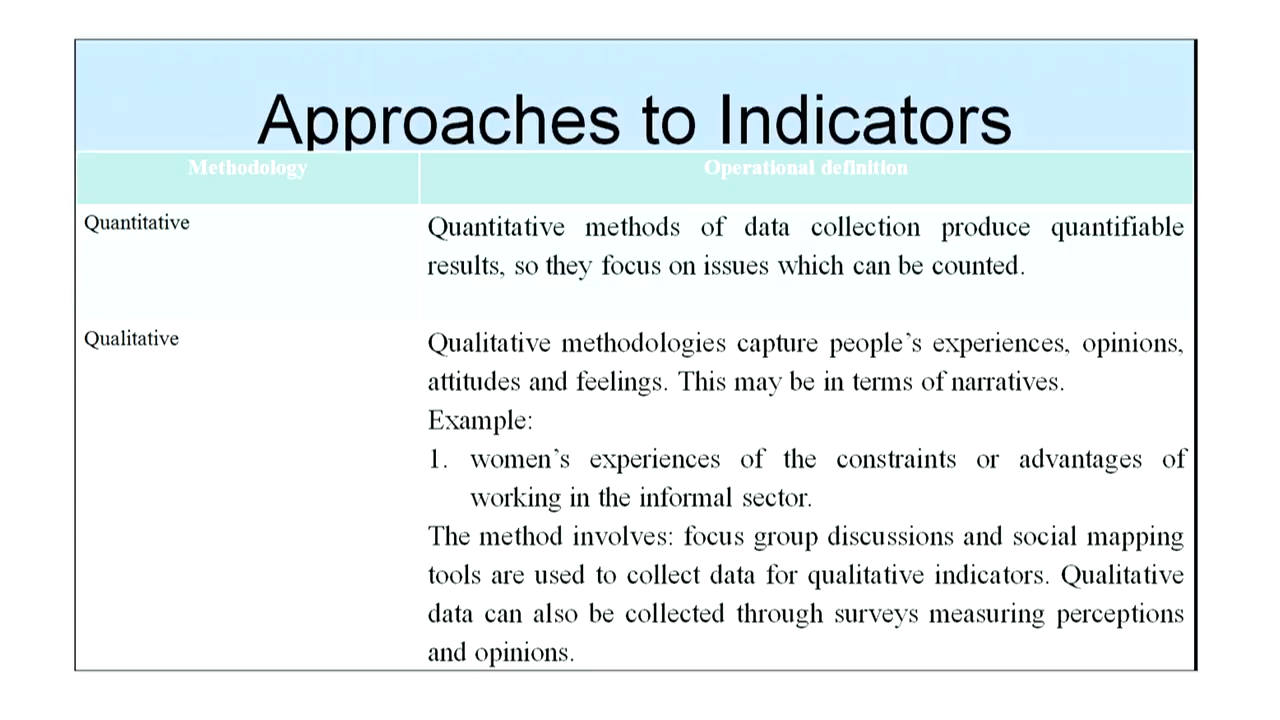 Approaches to Indicators
Methodology
Operational definition
Quantitative
Quantitative methods of data collection produce quantifiable
results, so they focus on issues which can be counted.
Qualitative
Qualitative methodologies capture people's experiences, opinions,
attitudes and feelings. This may be in terms of narratives.
Example:
1. women's experiences of the constraints or advantages of
working in the informal sector.
The method involves: focus group discussions and social mapping
tools are used to collect data for qualitative indicators. Qualitative
data can also be collected through surveys measuring perceptions
and opinions.